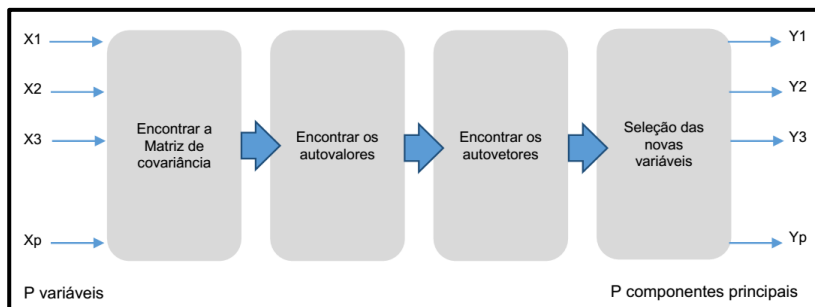 X1
X2
X3
Xp
P variáveis
Encontrar a
Matriz de
covariância
Encontrar os
autovalores
Encontrar os
autovetores
Seleção das
novas
variáveis
Y1
Y2
Y3
Yp
P componentes principais